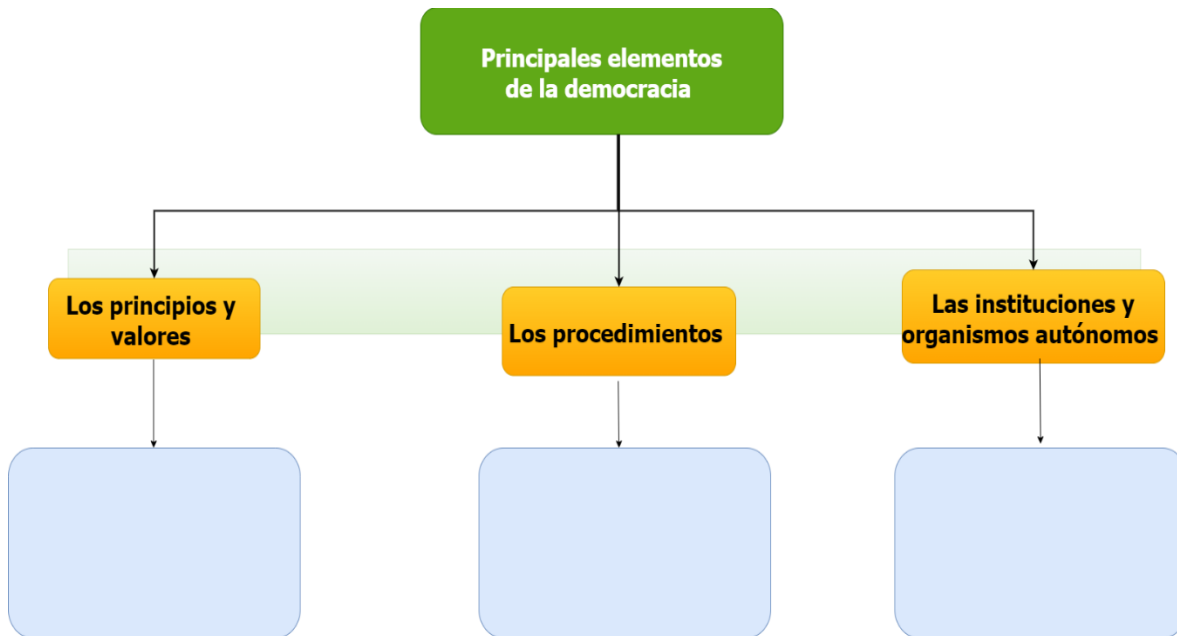 Principales elementos
de la democracia
Los principios y
valores
Los procedimientos
Las instituciones y
organismos autónomos